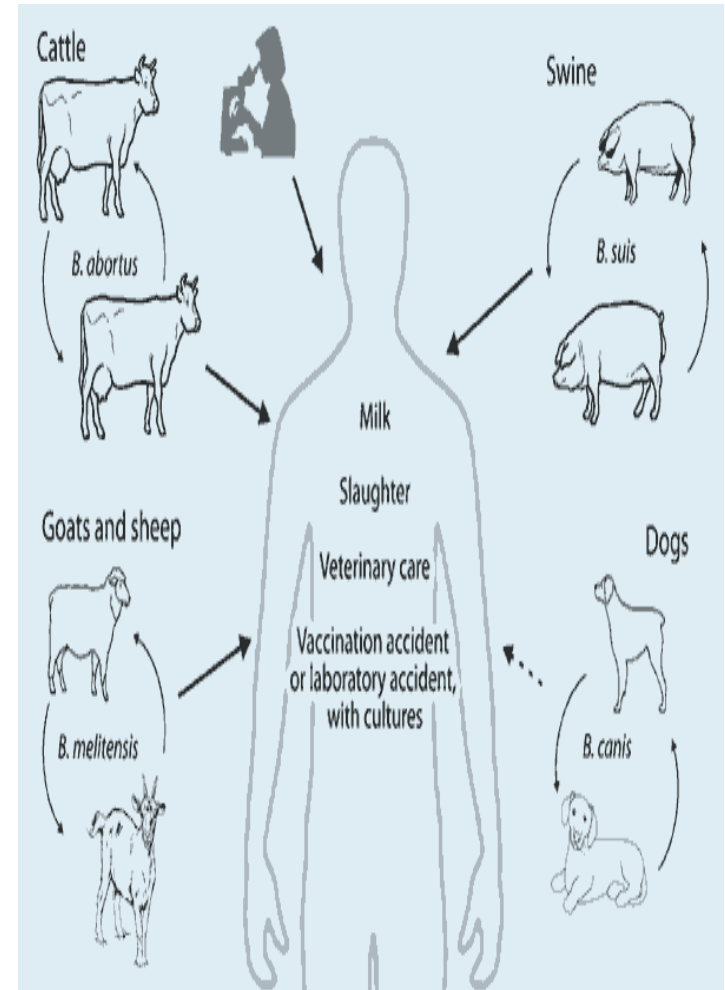 Cattle
Swine
B. abortus
B. suis
Milk
Slaughter
Goats and sheep
Dogs
Veterinary care
Vaccination accident
or laboratory accident,
with cultures
B. melitensis
B. canis